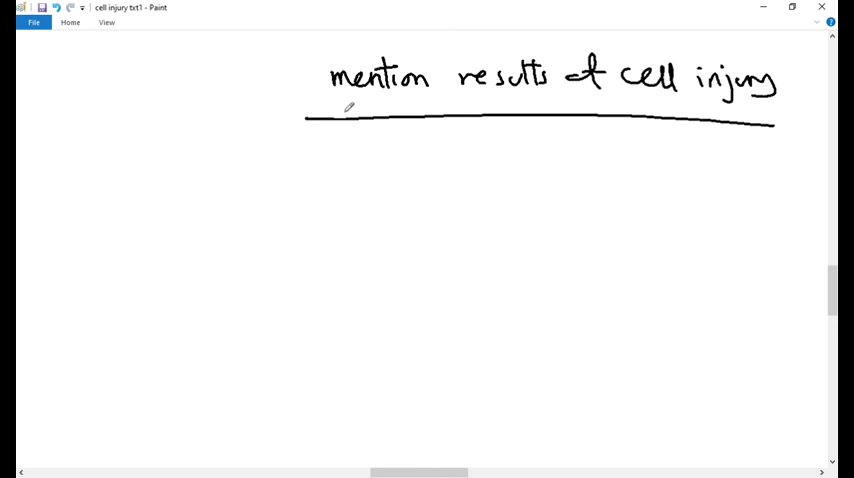 cell injury txt1 - Paint
File Home View
mention results of cell injury